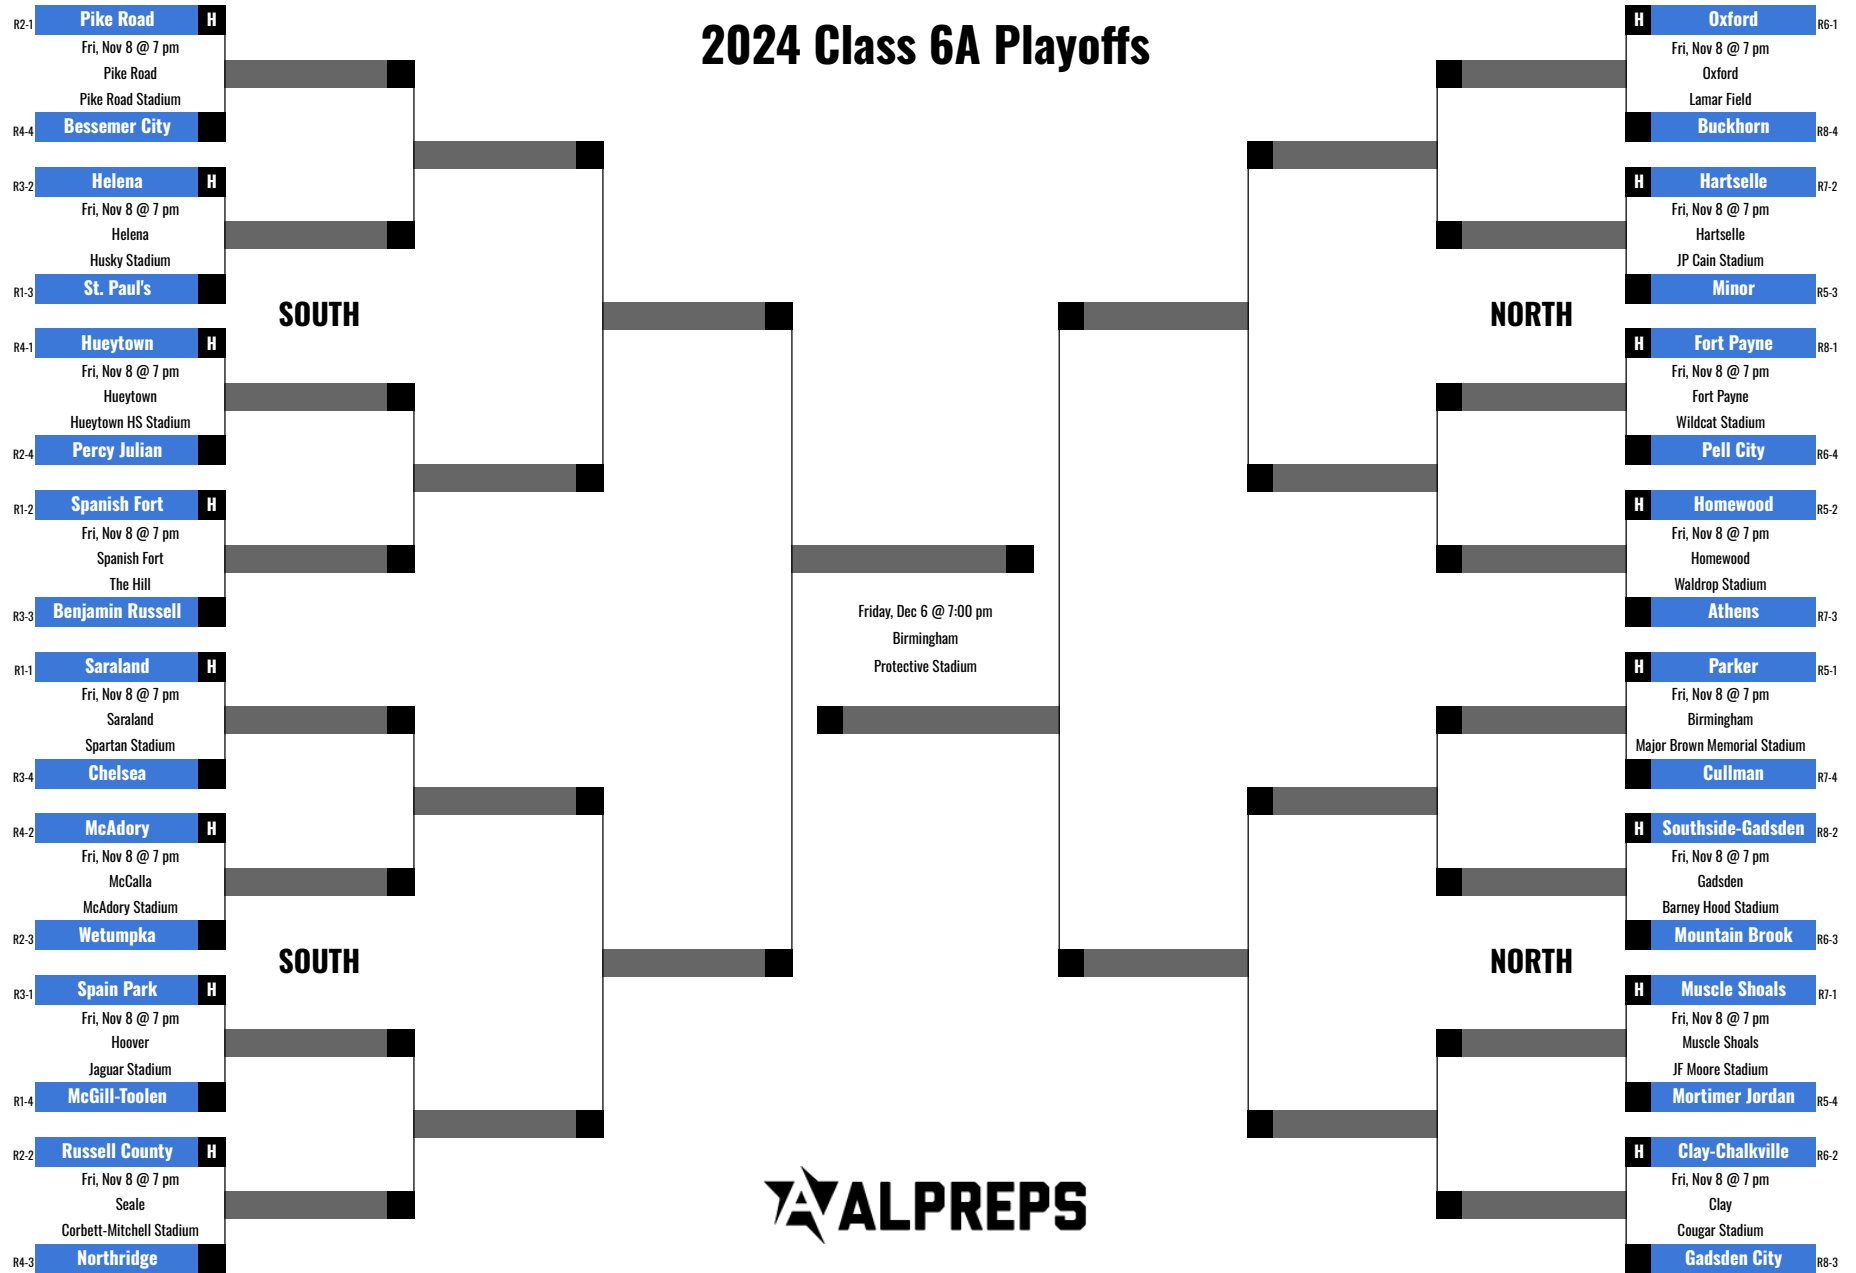 2024 Class 6A Playoffs
R2-1 Pike Road H
Fri, Nov 8 @ 7 pm
Pike Road
Pike Road Stadium
R4-4 Bessemer City
R3-2 Helena H
Fri, Nov 8 @ 7 pm
Helena
Husky Stadium
R1-3 St. Paul's
SOUTH
R4-1 Hueytown H
Fri, Nov 8 @ 7 pm
Hueytown
Hueytown HS Stadium
R2-4 Percy Julian
R1-2 Spanish Fort H
Fri, Nov 8 @ 7 pm
Spanish Fort
The Hill
R3-3 Benjamin Russell
R1-1 Saraland H
Fri, Nov 8 @ 7 pm
Saraland
Spartan Stadium
R3-4 Chelsea
R4-2 McAdory H
Fri, Nov 8 @ 7 pm
McCalla
McAdory Stadium
R2-3 Wetumpka
SOUTH
R3-1 Spain Park H
Fri, Nov 8 @ 7 pm
Hoover
Jaguar Stadium
R1-4 McGill-Toolen
R2-2 Russell County H
Fri, Nov 8 @ 7 pm
Seale
Corbett-Mitchell Stadium
R4-3 Northridge
Friday, Dec 6 @ 7:00 pm
Birmingham
Protective Stadium
ALPREPS
H Oxford R6-1
Fri, Nov 8 @ 7 pm
Oxford
Lamar Field
Buckhorn R8-4
H Hartselle R7-2
Fri, Nov 8 @ 7 pm
Hartselle
JP Cain Stadium
Minor R5-3
NORTH
H Fort Payne R8-1
Fri, Nov 8 @ 7 pm
Fort Payne
Wildcat Stadium
Pell City R6-4
H Homewood R5-2
Fri, Nov 8 @ 7 pm
Homewood
Waldrop Stadium
Athens R7-3
H Parker R5-1
Fri, Nov 8 @ 7 pm
Birmingham
Major Brown Memorial Stadium
Cullman R7-4
H Southside-Gadsden R8-2
Fri, Nov 8 @ 7 pm
Gadsden
Barney Hood Stadium
Mountain Brook R6-3
NORTH
H Muscle Shoals R7-1
Fri, Nov 8 @ 7 pm
Muscle Shoals
JF Moore Stadium
Mortimer Jordan R5-4
H Clay-Chalkville R6-2
Fri, Nov 8 @ 7 pm
Clay
Cougar Stadium
Gadsden City R8-3